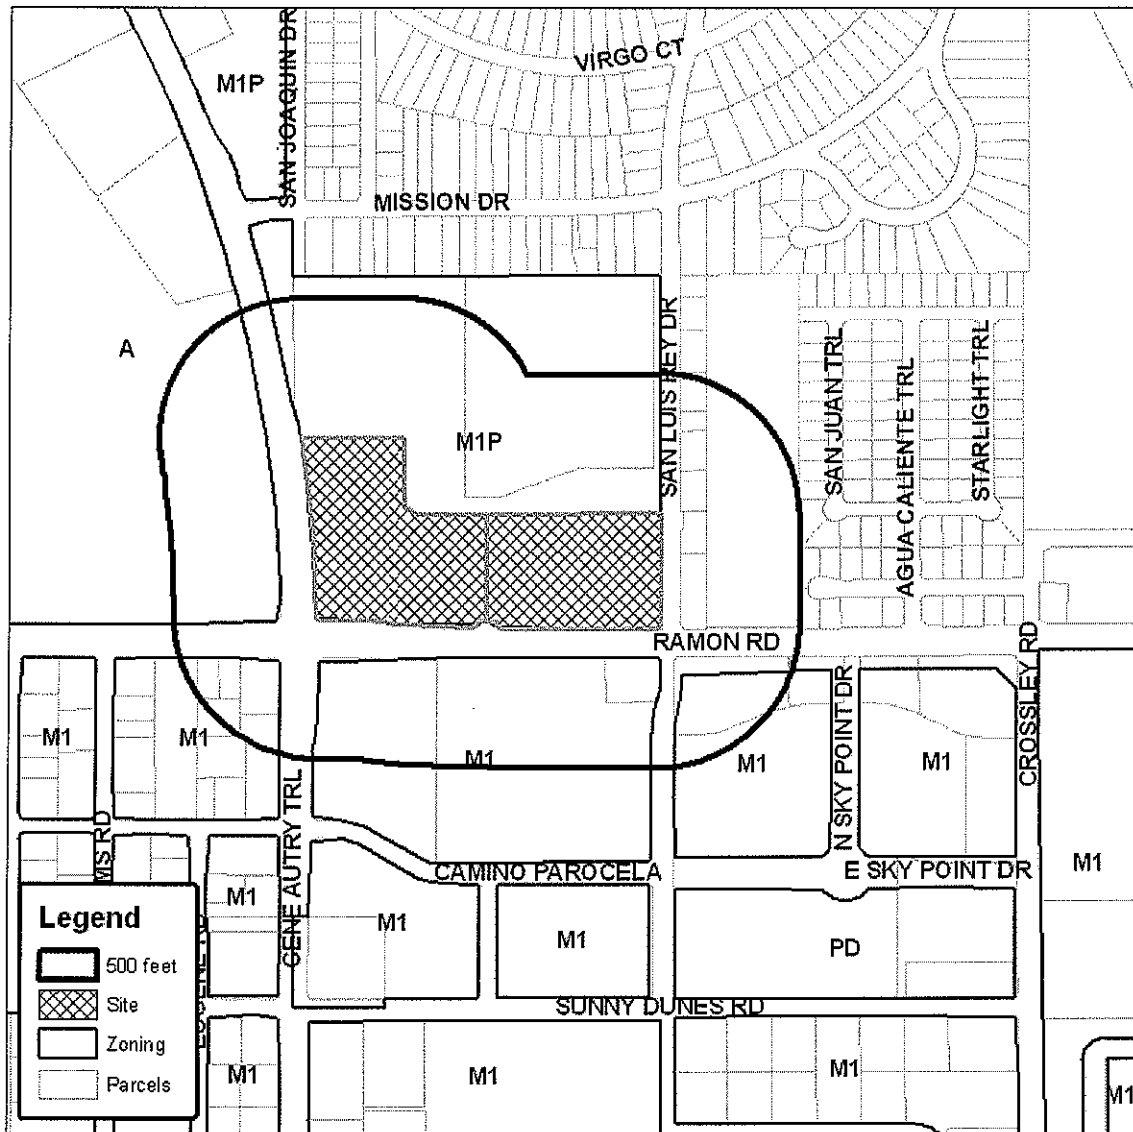 SAN JOAQUIN DR
VIRGO CT
M1P
MISSION DR
A
SAN LUIS REY DR
SAN JUAN TRL
AGUA CALIENTE TRL
STARLIGHT TRL
M1P
RAMON RD
CROSSLEY RD
N SKY POINT DR
M1
M1
M1
M1
M1
GENE AUTRY TRL
CAMINO PAROCELA
E SKY POINT DR
M1
M1
M1
M1
PD
SUNNY DUNES RD
M1
M1
M1
M1
Legend
500 feet
Site
Zoning
Parcels